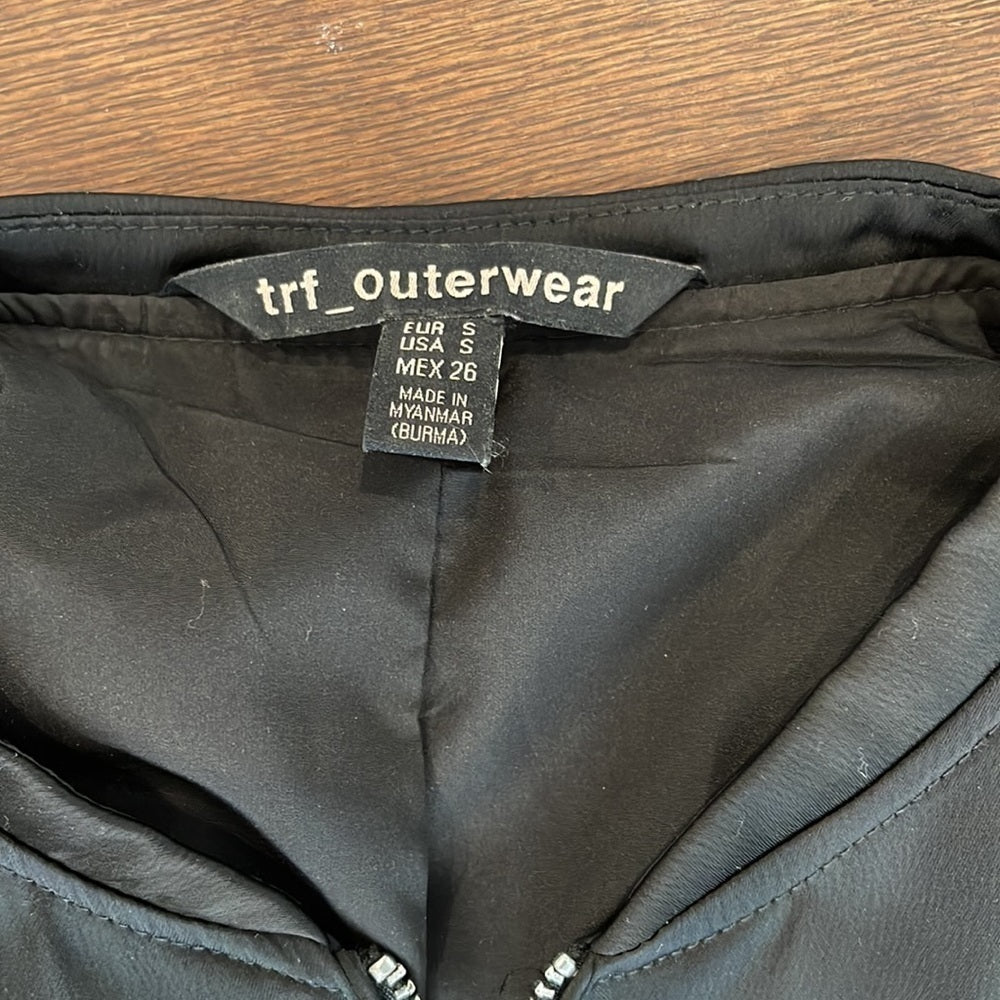 trf_outerwear
EUR S
USA S
MEX 26
MADE IN
MYANMAR
(BURMA)